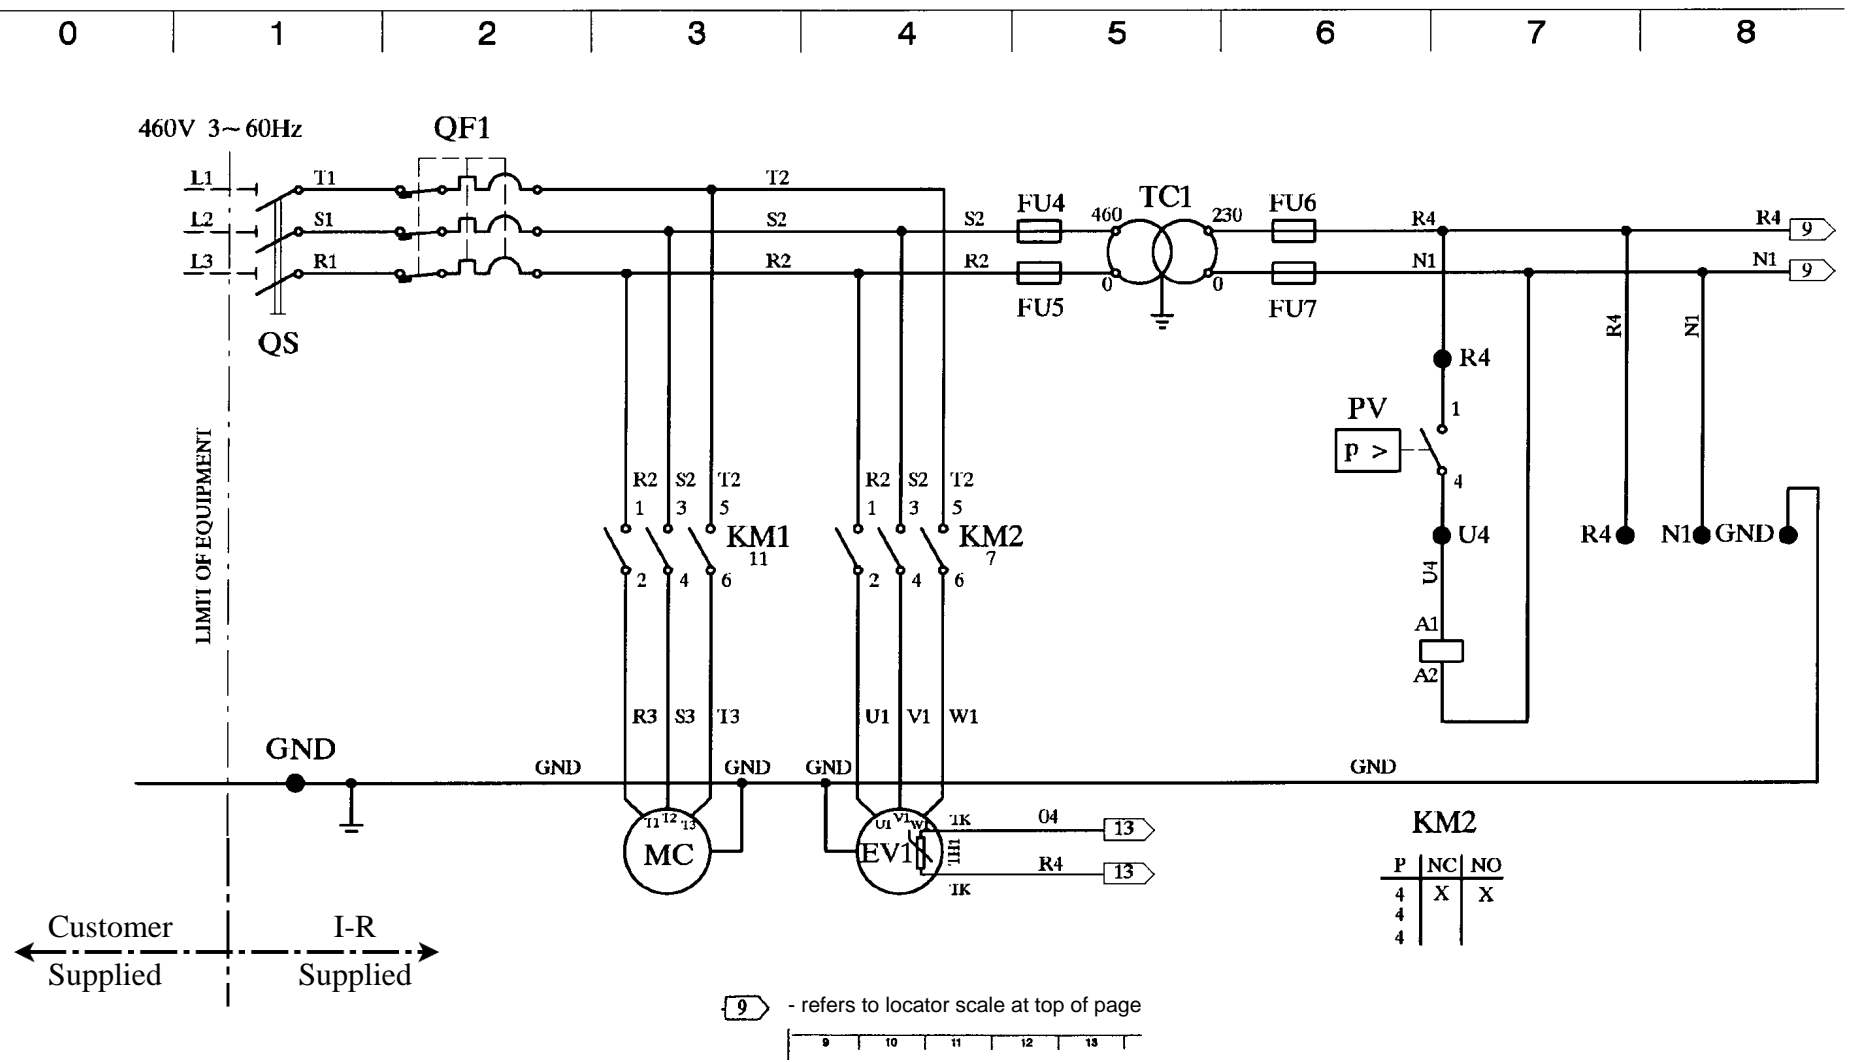 0 1 2 3 4 5 6 7 8
460V 3~60Hz
QF1
L1 T1 T2
L2 S1 S2 S2
L3 R1 R2 R2
QS
FU4 460 TC1 230 FU6 R4 R4 9
FU5 0 0 FU7 N1 N1 9
R4 N1
R4
PV 1
p >
4
LIMIT OF EQUIPMENT
R2 S2 T2 R2 S2 T2
1 3 5 1 3 5
KM1 KM2
11 7
2 4 6 2 4 6
U4 R4 N1 GND
U4
A1
A2
R3 S3 T3 U1 V1 W1
GND
GND GND GND GND
T1 T2 T3 U1 V1 W1
MC EV1 TH1
TK 04 13
R4 13
TK
KM2
P NC NO
4 X X
4
4
Customer I-R
Supplied Supplied
9 - refers to locator scale at top of page
9 10 11 12 13